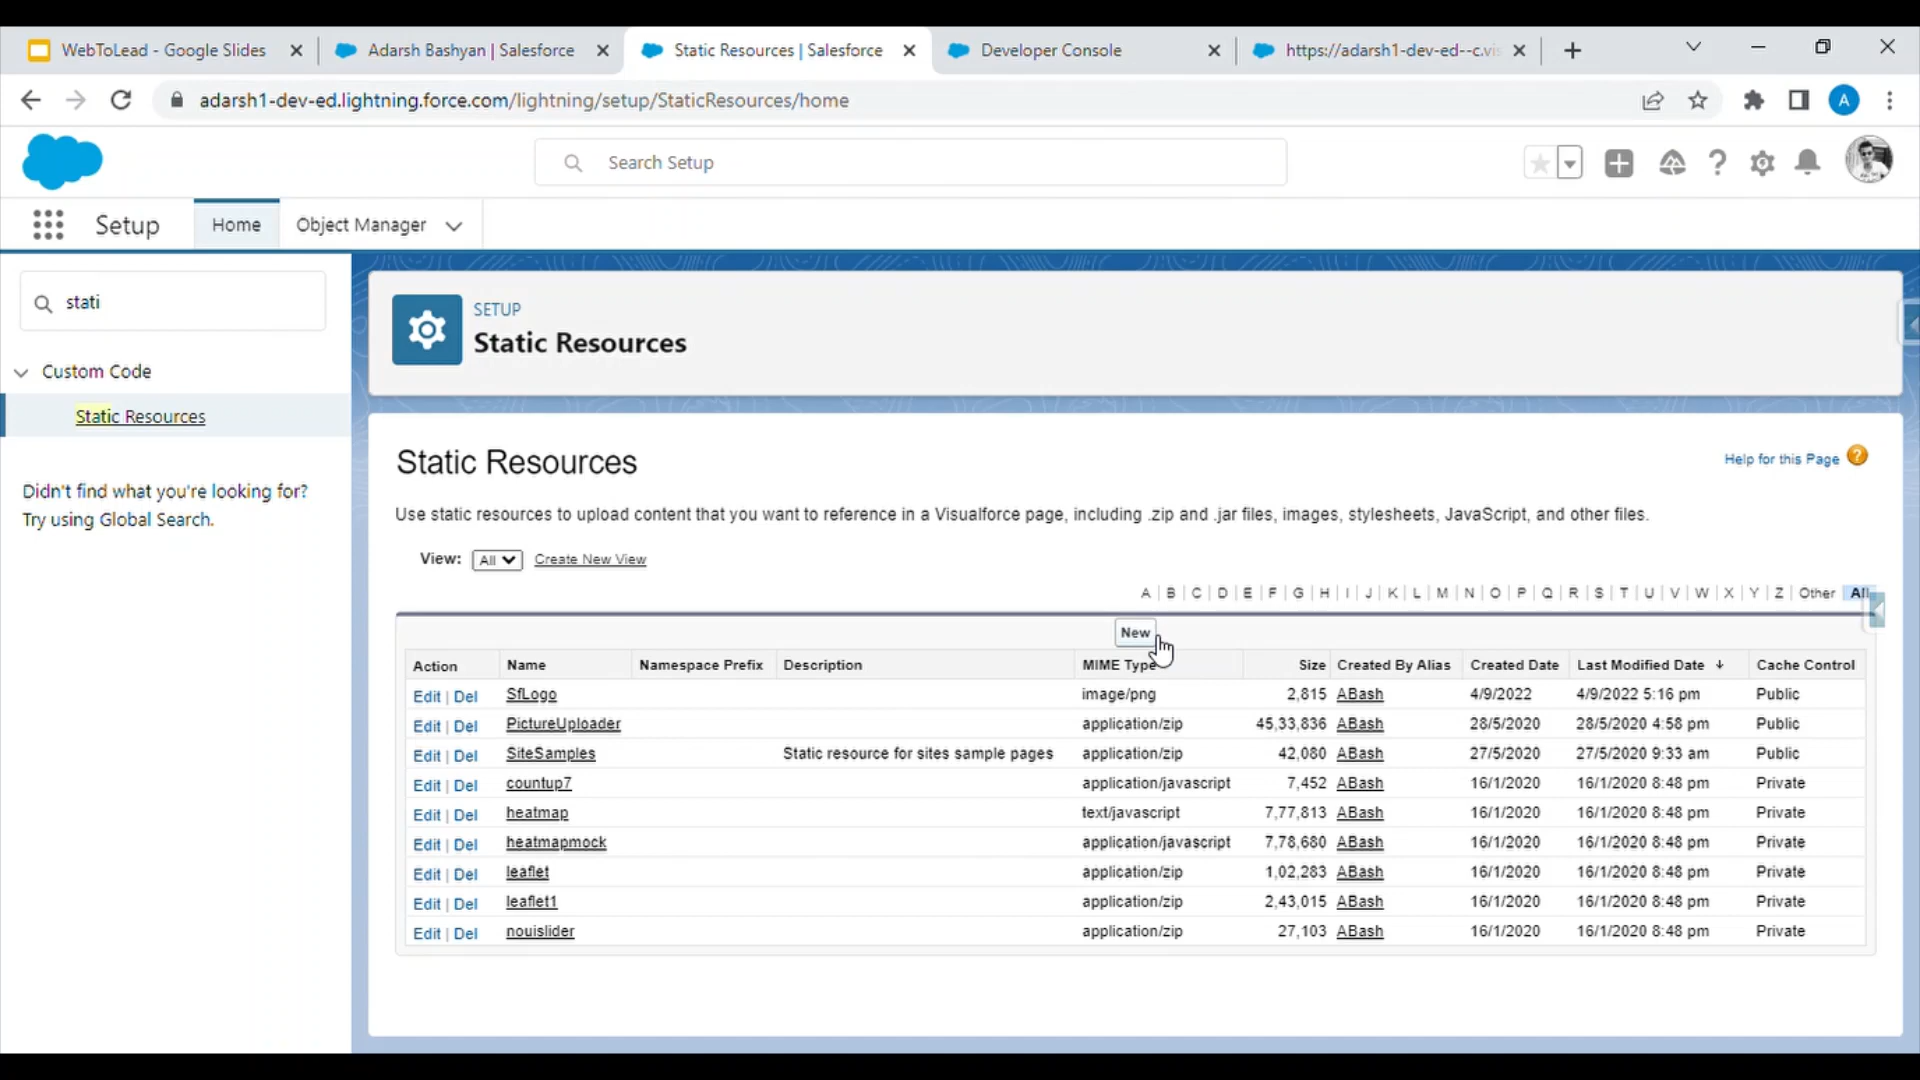 WebToLead - Google Slides
Adarsh Bashyan | Salesforce
Static Resources | Salesforce
Developer Console
https://adarsh1-dev-ed--c.vis
adarsh1-dev-ed.lightning.force.com/lightning/setup/StaticResources/home
A
Search Setup
Setup
Home
Object Manager
stati
Custom Code
Static Resources
Didn't find what you're looking for?
Try using Global Search.
SETUP
Static Resources
Static Resources
Help for this Page ?
Use static resources to upload content that you want to reference in a Visualforce page, including .zip and .jar files, images, stylesheets, JavaScript, and other files.
View: All Create New View
A | B | C | D | E | F | G | H | I | J | K | L | M | N | O | P | Q | R | S | T | U | V | W | X | Y | Z | Other All
New
Action Name Namespace Prefix Description MIME Type Size Created By Alias Created Date Last Modified Date ↓ Cache Control
Edit | Del SfLogo image/png 2,815 ABash 4/9/2022 4/9/2022 5:16 pm Public
Edit | Del PictureUploader application/zip 45,33,836 ABash 28/5/2020 28/5/2020 4:58 pm Public
Edit | Del SiteSamples Static resource for sites sample pages application/zip 42,080 ABash 27/5/2020 27/5/2020 9:33 am Public
Edit | Del countup7 application/javascript 7,452 ABash 16/1/2020 16/1/2020 8:48 pm Private
Edit | Del heatmap text/javascript 7,77,813 ABash 16/1/2020 16/1/2020 8:48 pm Private
Edit | Del heatmapmock application/javascript 7,78,680 ABash 16/1/2020 16/1/2020 8:48 pm Private
Edit | Del leaflet application/zip 1,02,283 ABash 16/1/2020 16/1/2020 8:48 pm Private
Edit | Del leaflet1 application/zip 2,43,015 ABash 16/1/2020 16/1/2020 8:48 pm Private
Edit | Del nouislider application/zip 27,103 ABash 16/1/2020 16/1/2020 8:48 pm Private